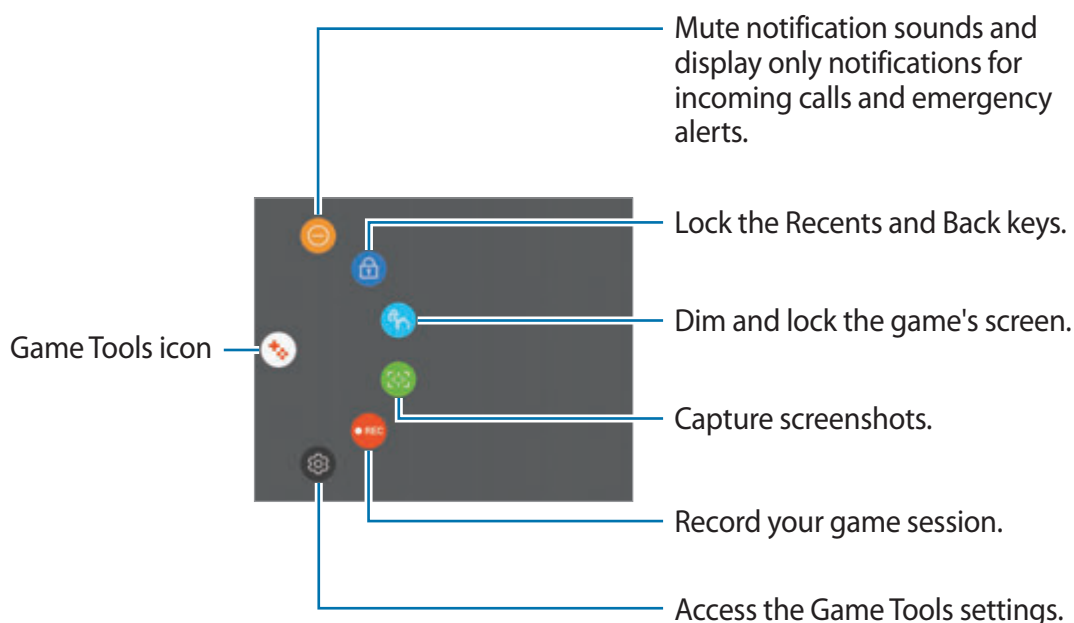 Mute notification sounds and
display only notifications for
incoming calls and emergency
alerts.
Lock the Recents and Back keys.
Dim and lock the game's screen.
Game Tools icon
Capture screenshots.
REC
Record your game session.
Access the Game Tools settings.